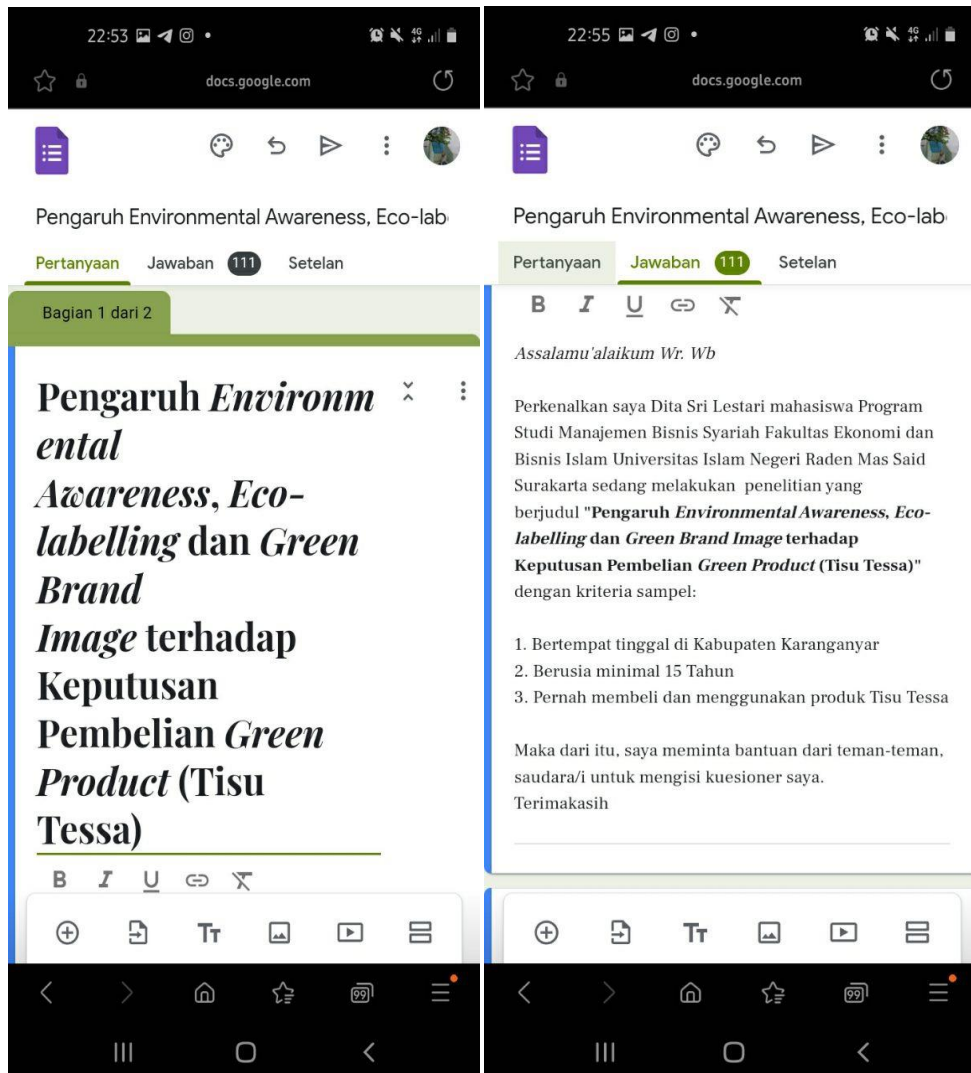 22:53
docs.google.com
Pengaruh Environmental Awareness, Eco-lab
Pertanyaan Jawaban 111 Setelan
Bagian 1 dari 2
Pengaruh Environm
ental
Awareness, Eco-
labelling dan Green
Brand
Image terhadap
Keputusan
Pembelian Green
Product (Tisu
Tessa)
B I U
Tт
99
22:55
docs.google.com
Pengaruh Environmental Awareness, Eco-lab
Pertanyaan Jawaban 111 Setelan
B I U
Assalamu'alaikum Wr. Wb
Perkenalkan saya Dita Sri Lestari mahasiswa Program
Studi Manajemen Bisnis Syariah Fakultas Ekonomi dan
Bisnis Islam Universitas Islam Negeri Raden Mas Said
Surakarta sedang melakukan penelitian yang
berjudul "Pengaruh Environmental Awareness, Eco-
labelling dan Green Brand Image terhadap
Keputusan Pembelian Green Product (Tisu Tessa)"
dengan kriteria sampel:
1. Bertempat tinggal di Kabupaten Karanganyar
2. Berusia minimal 15 Tahun
3. Pernah membeli dan menggunakan produk Tisu Tessa
Maka dari itu, saya meminta bantuan dari teman-teman,
saudara/i untuk mengisi kuesioner saya.
Terimakasih
Tт
99